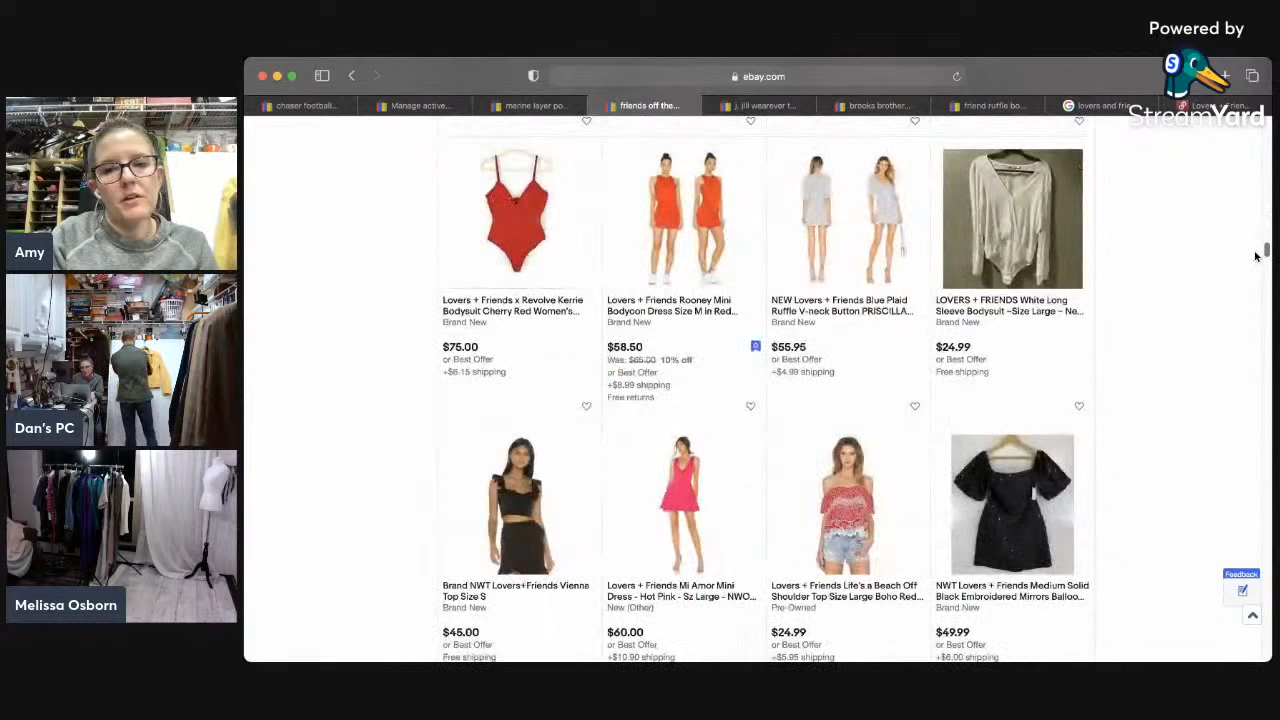 Powered by
S
StreamYard
ebay.com
chaser footbali...
Manage active...
marine layer po...
friends off the...
j. jill wearever t...
brooks brother...
friend ruffle bo...
lovers and frie
Amy
Dan's PC
Melissa Osborn
Lovers + Friends x Revolve Kerrie
Bodysuit Cherry Red Women's...
Brand New
$75.00
or Best Offer
+$6.15 shipping
Lovers + Friends Rooney Mini
Bodycon Dress Size M in Red...
Brand New
$58.50
Was: $65.00 10% off
or Best Offer
+$8.99 shipping
Free returns
NEW Lovers + Friends Blue Plaid
Ruffle V-neck Button PRISCILLA...
Brand New
$55.95
or Best Offer
+$4.99 shipping
LOVERS + FRIENDS White Long
Sleeve Bodysuit ~Size Large ~ Ne...
Brand New
$24.99
or Best Offer
Free shipping
Brand NWT Lovers+Friends Vienna
Top Size S
Brand New
$45.00
or Best Offer
Free shipping
Lovers + Friends Mi Amor Mini
Dress - Hot Pink - Sz Large - NWO...
New (Other)
$60.00
or Best Offer
+$10.90 shipping
Lovers + Friends Life's a Beach Off
Shoulder Top Size Large Boho Red...
Pre-Owned
$24.99
or Best Offer
+$5.95 shipping
NWT Lovers + Friends Medium Solid
Black Embroidered Mirrors Balloo...
Brand New
$49.99
or Best Offer
+$6.00 shipping
Feedback